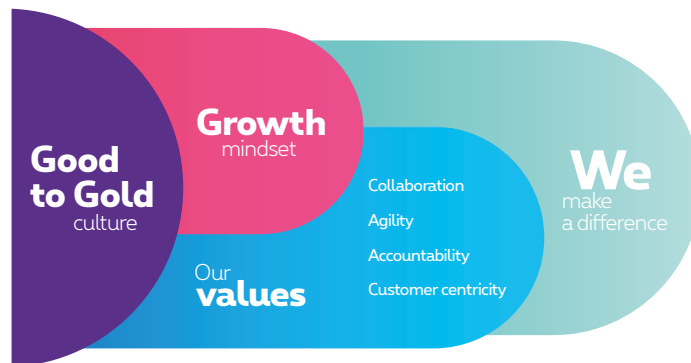 Good
to Gold
culture
Growth
mindset
Our
values
Collaboration
Agility
Accountability
Customer centricity
We
make
a difference